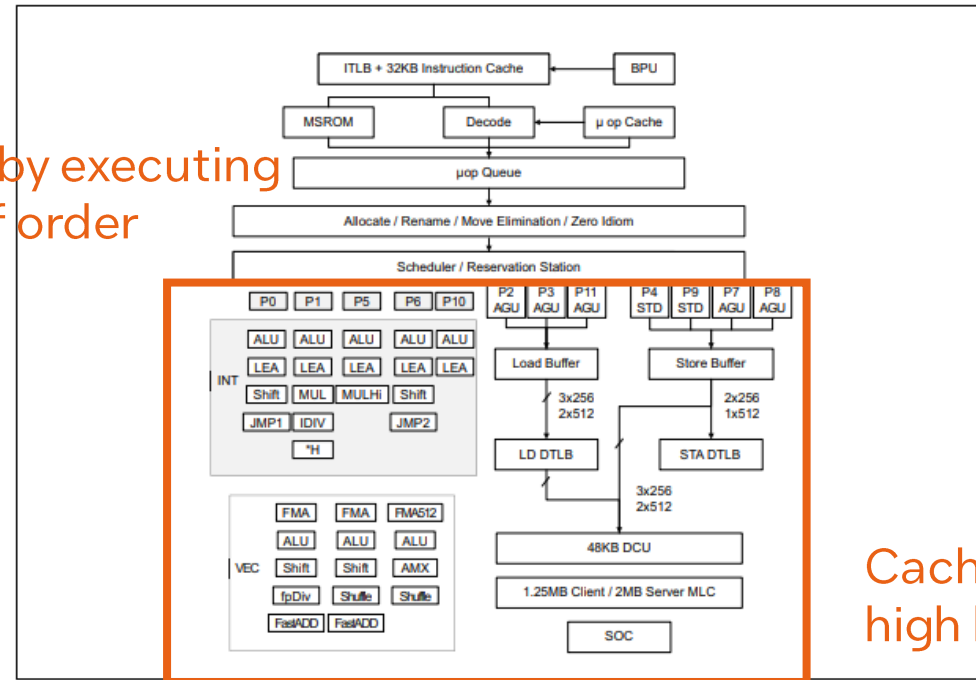 ITLB + 32KB Instruction Cache
BPU
MSROM
Decode
µ op Cache
by executing
µop Queue
order
Allocate / Rename / Move Elimination / Zero Idiom
Scheduler / Reservation Station
P0 P1 P5 P6 P10
P2 P3 P11 P4 P9 P7 P8
AGU AGU AGU STD STD AGU AGU
ALU ALU ALU ALU ALU
Load Buffer
Store Buffer
LEA LEA LEA LEA LEA
INT
Shift MUL MULHi Shift
3x256
2x512
2x256
1x512
JMP1 IDIV JMP2
*H
LD DTLB
STA DTLB
3x256
2x512
FMA FMA FMA512
ALU ALU ALU
48KB DCU
VEC
Shift Shift AMX
fpDiv Shuffle Shuffle
1.25MB Client / 2MB Server MLC
FastADD FastADD
SOC
Cach
high